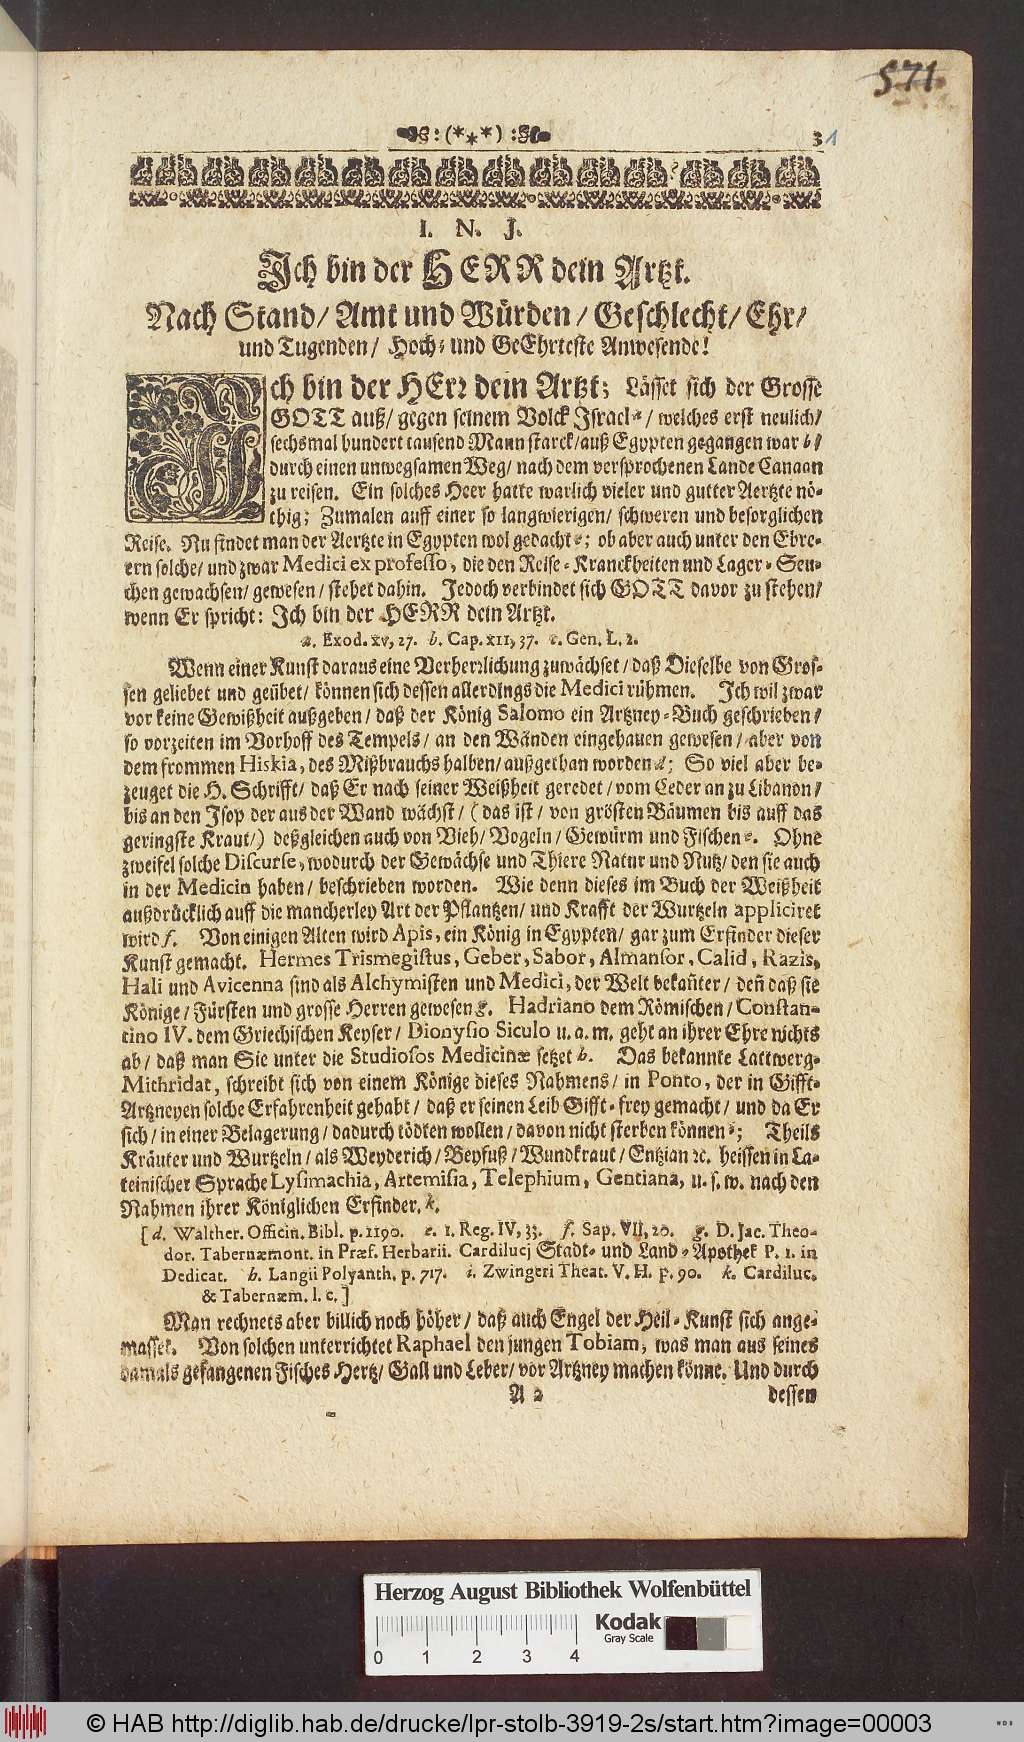 571
:(***):
3 1
I. N. J.
Ich bin der HERR dein Artzt.
Nach Stand/ Amt und Würden/ Geschlecht/ Ehr/
und Tugenden/ Hoch- und GeEhrteste Anwesende!
Ich bin der HErr dein Artzt; Lässet sich der Grosse
GOTT auß/ gegen seinem Volck Israel a/ welches erst neulich/
sechsmal hundert tausend Mann starck/ auß Egypten gegangen war b/
durch einen unwegsamen Weg/ nach dem versprochenen Lande Canaan
zu reisen. Ein solches Heer hatte warlich vieler und gutter Aertzte nö-
thig; Zumalen auff einer so langwierigen/ schweren und besorglichen
Reise. Nu findet man der Aertzte in Egypten wol gedacht c; ob aber auch unter den Ebre-
ern solche/ und zwar Medici ex professo, die den Reise-Kranckheiten und Lager-Seu-
chen gewachsen/ gewesen/ stehet dahin. Jedoch verbindet sich GOTT davor zu stehen/
wenn Er spricht: Ich bin der HERR dein Artzt.
a. Exod. xv, 27. b. Cap. xii, 37. c. Gen. L. 2.
Wenn einer Kunst daraus eine Verherrlichung zuwächset/ daß Dieselbe von Gros-
sen geliebet und geübet/ können sich dessen allerdings die Medici rühmen. Ich wil zwar
vor keine Gewißheit außgeben/ daß der König Salomo ein Artzney-Buch geschrieben/
so vorzeiten im Vorhoff des Tempels/ an den Wänden eingehauen gewesen/ aber von
dem frommen Hiskia, des Mißbrauchs halben/ außgethan worden d; So viel aber be-
zeuget die H. Schrifft/ daß Er nach seiner Weißheit geredet/ vom Ceder an zu Libanon/
bis an den Isop der aus der Wand wächst/ (das ist/ von grösten Bäumen bis auff das
geringste Kraut/) deßgleichen auch von Vieh/ Vogeln/ Gewürm und Fischen e. Ohne
zweifel solche Discurse, wodurch der Gewächse und Thiere Natur und Nutz/ den sie auch
in der Medicin haben/ beschrieben worden. Wie denn dieses im Buch der Weißheit
außdrücklich auff die mancherley Art der Pflantzen/ und Krafft der Wurtzeln appliciret
wird f. Von einigen Alten wird Apis, ein König in Egypten/ gar zum Erfinder dieser
Kunst gemacht. Hermes Trismegistus, Geber, Sabor, Almansor, Calid, Razis,
Hali und Avicenna sind als Alchymisten und Medici, der Welt bekañter/ deñ daß sie
Könige/ Fürsten und grosse Herren gewesen g. Hadriano dem Römischen/ Constan-
tino IV. dem Griechischen Keyser/ Dionysio Siculo u. a. m. geht an ihrer Ehre nichts
ab/ daß man Sie unter die Studiosos Medicinæ setzet h. Das bekannte Lattwerg-
Mithridat, schreibt sich von einem Könige dieses Nahmens/ in Ponto, der in Gifft-
Artzneyen solche Erfahrenheit gehabt/ daß er seinen Leib Gifft-frey gemacht/ und da Er
sich/ in einer Belagerung/ dadurch tödten wollen/ davon nicht sterben können i; Theils
Kräuter und Wurtzeln/ als Weyderich/ Beyfuß/ Wundkraut/ Entzian ꝛc. heissen in La-
teinischer Sprache Lysimachia, Artemisia, Telephium, Gentiana, u. s. w. nach den
Nahmen ihrer Königlichen Erfinder. k.
[d. Walther. Officin. Bibl. p. 1190. e. 1. Reg. IV, 33. f. Sap. VII, 20. g. D. Jac. Theo-
dor. Tabernæmont. in Præf. Herbarii. Cardilucj Stadt- und Land-Apothek P. 1. in
Dedicat. h. Langii Polyanth. p. 717. i. Zwingeri Theat. V. H. p. 90. k. Cardiluc.
& Tabernæm. l. c.]
Man rechnets aber billich noch höher/ daß auch Engel der Heil-Kunst sich ange-
masset. Von solchen unterrichtet Raphael den jungen Tobiam, was man aus seines
damals gefangenen Fisches Hertz/ Gall und Leber/ vor Artzney machen könne. Und durch
A 2 dessen
Herzog August Bibliothek Wolfenbüttel
Kodak
Gray Scale
0 1 2 3 4
© HAB http://diglib.hab.de/drucke/lpr-stolb-3919-2s/start.htm?image=00003